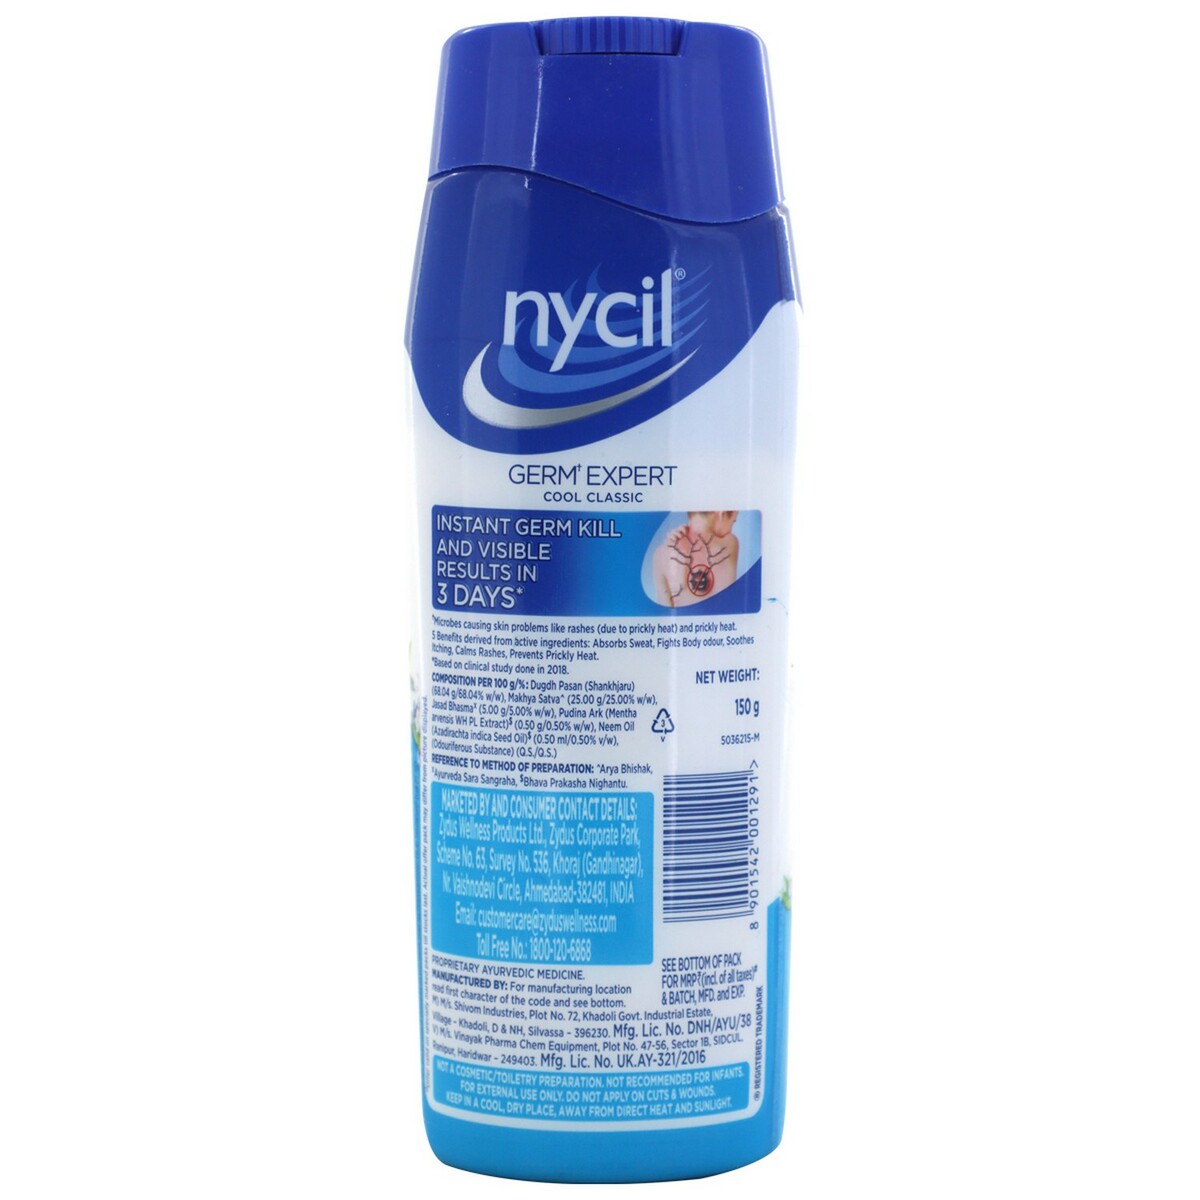 nycil®
GERM† EXPERT
COOL CLASSIC
INSTANT GERM KILL
AND VISIBLE
RESULTS IN
3 DAYS*
†Microbes causing skin problems like rashes (due to prickly heat) and prickly heat.
5 Benefits derived from active ingredients: Absorbs Sweat, Fights Body odour, Soothes
Itching, Calms Rashes, Prevents Prickly Heat.
*Based on clinical study done in 2018.
COMPOSITION PER 100 g/%: Dugdh Pasan (Shankhjaru)
(68.04 g/68.04% w/w), Makhya Satva^ (25.00 g/25.00% w/w),
Jasad Bhasma¥ (5.00 g/5.00% w/w), Pudina Ark (Mentha
arvensis WH PL Extract)$ (0.50 g/0.50% w/w), Neem Oil
(Azadirachta indica Seed Oil)$ (0.50 ml/0.50% v/w),
(Odouriferous Substance) (Q.S./Q.S.)
REFERENCE TO METHOD OF PREPARATION: ^Arya Bhishak,
¥Ayurveda Sara Sangraha, $Bhava Prakasha Nighantu.
NET WEIGHT:
150 g
3
V
5036215-M
MARKETED BY AND CONSUMER CONTACT DETAILS:
Zydus Wellness Products Ltd., Zydus Corporate Park,
Scheme No. 63, Survey No. 536, Khoraj (Gandhinagar),
Nr. Vaishnodevi Circle, Ahmedabad-382481, INDIA
Email: customercare@zyduswellness.com
Toll Free No.: 1800-120-6868
8 901542 001291 >
PROPRIETARY AYURVEDIC MEDICINE.
MANUFACTURED BY: For manufacturing location
read first character of the code and see bottom.
M) M/s. Shivom Industries, Plot No. 72, Khadoli Govt. Industrial Estate,
Village - Khadoli, D & NH, Silvassa - 396230. Mfg. Lic. No. DNH/AYU/38
V) M/s. Vinayak Pharma Chem Equipment, Plot No. 47-56, Sector 1B, SIDCUL,
Ranipur, Haridwar - 249403. Mfg. Lic. No. UK.AY-321/2016
SEE BOTTOM OF PACK
FOR MRP₹(incl. of all taxes)
& BATCH, MFD. and EXP.
® REGISTERED TRADEMARK
NOT A COSMETIC/TOILETRY PREPARATION. NOT RECOMMENDED FOR INFANTS.
FOR EXTERNAL USE ONLY. DO NOT APPLY ON CUTS & WOUNDS.
KEEP IN A COOL, DRY PLACE, AWAY FROM DIRECT HEAT AND SUNLIGHT.